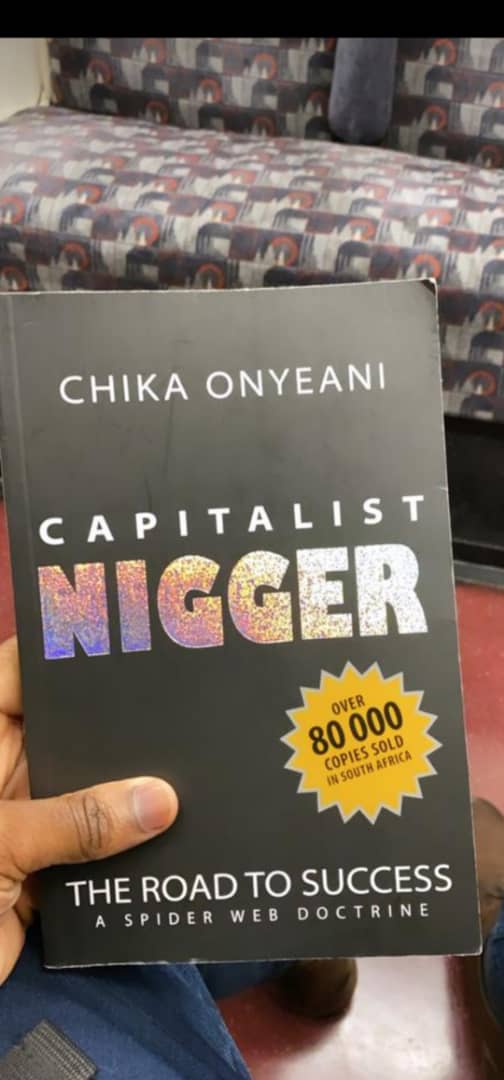 CHIKA ONYEANI
CAPITALIST
NIGGER
OVER
80 000
COPIES SOLD
IN SOUTH AFRICA
THE ROAD TO SUCCESS
A SPIDER WEB DOCTRINE